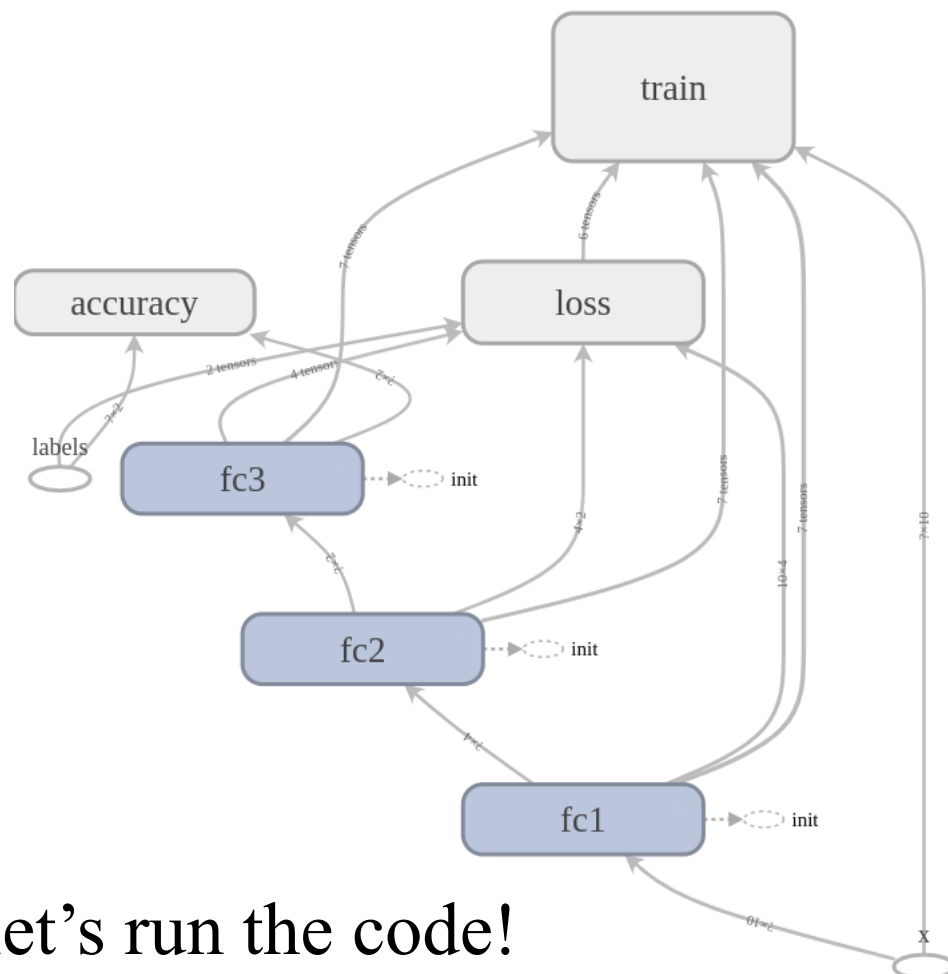 train
6 tensors
7 tensors
accuracy
loss
2 tensors
4 tensors
?×2
?×2
labels
fc3
init
7 tensors
7 tensors
4×2
?×10
?×2
10×4
fc2
init
?×4
fc1
init
?×10
x
et’s run the code!